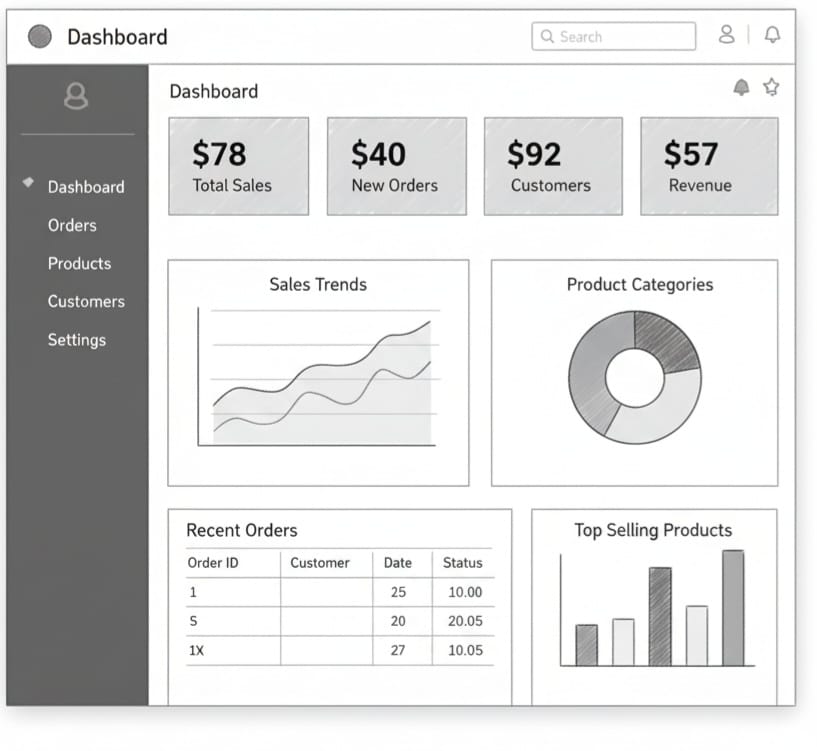 Dashboard
Search
Dashboard
Orders
Products
Customers
Settings
Dashboard
$78
Total Sales
$40
New Orders
$92
Customers
$57
Revenue
Sales Trends
Product Categories
Recent Orders
Order ID Customer Date Status
1 25 10.00
S 20 20.05
1X 27 10.05
Top Selling Products